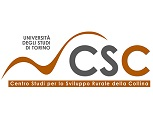 UNIVERSITÀ
DEGLI STUDI
DI TORINO
CSC
Centro Studi per lo Sviluppo Rurale della Collina